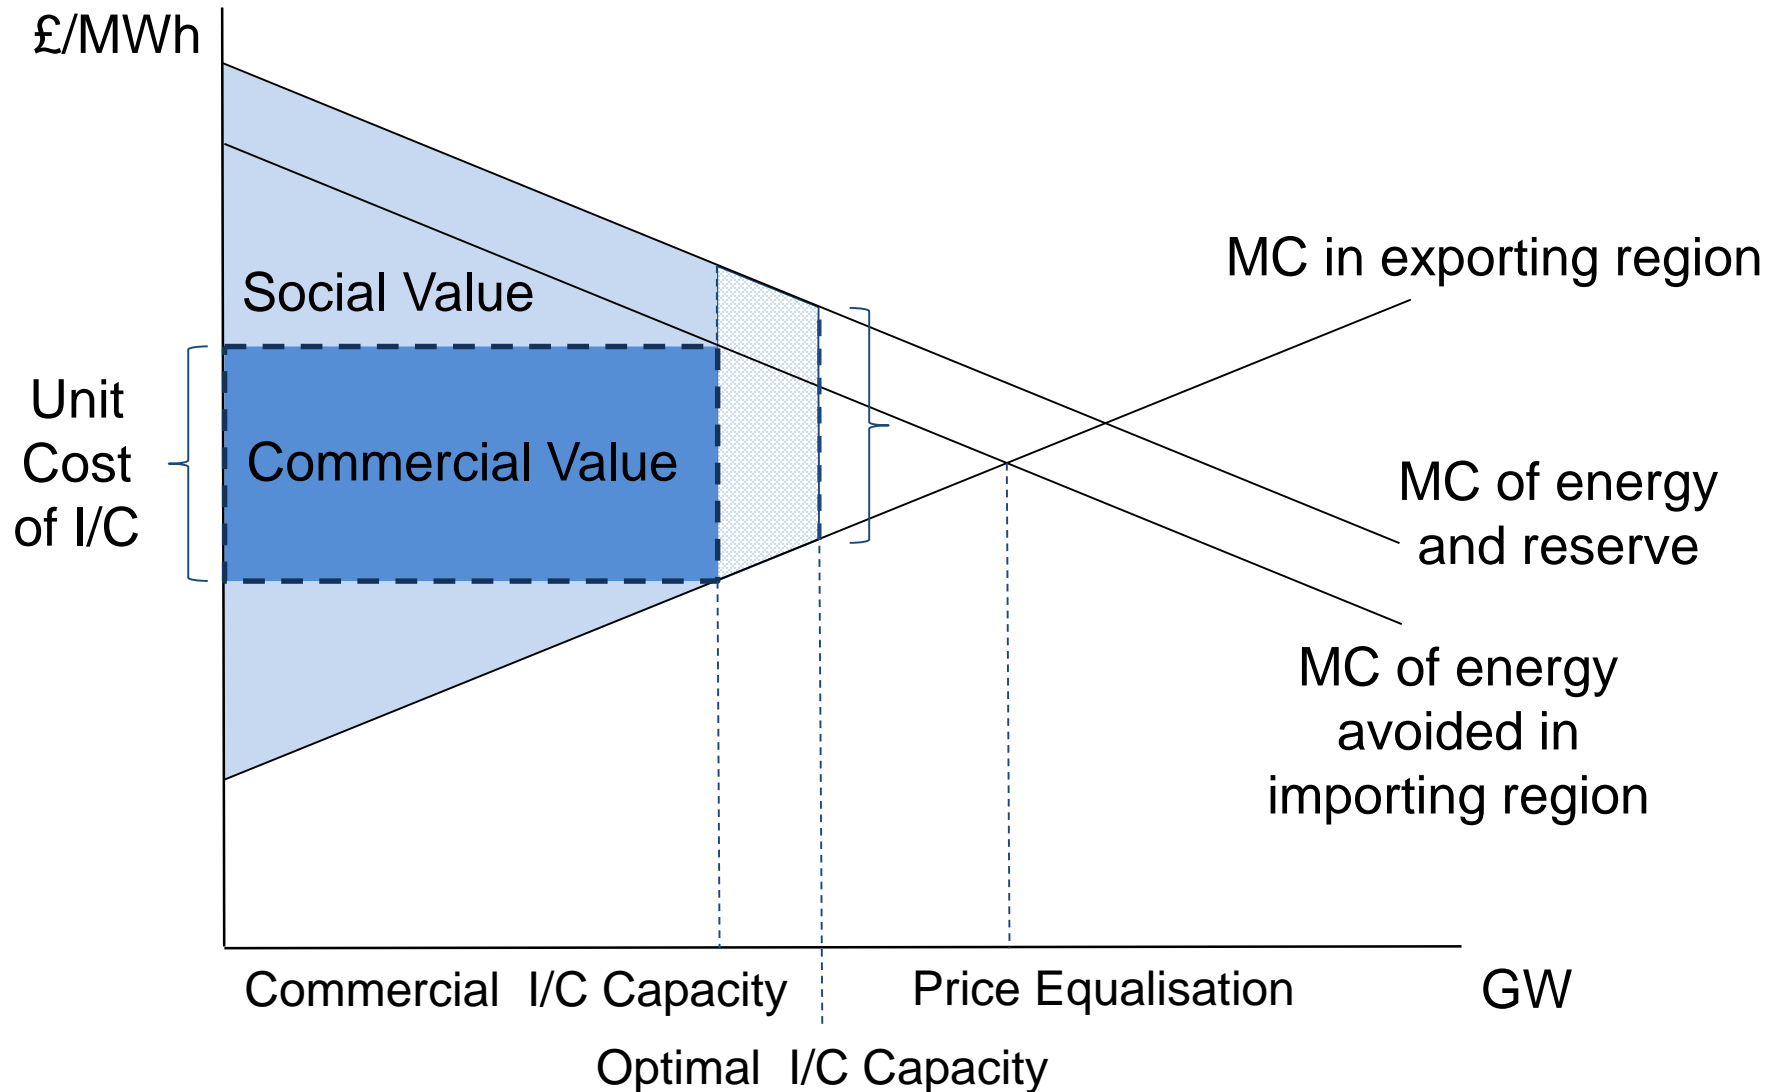 £/MWh
MC in exporting region
Social Value
Unit
Cost
of I/C
Commercial Value
MC of energy
and reserve
MC of energy
avoided in
importing region
Commercial I/C Capacity
Price Equalisation
GW
Optimal I/C Capacity